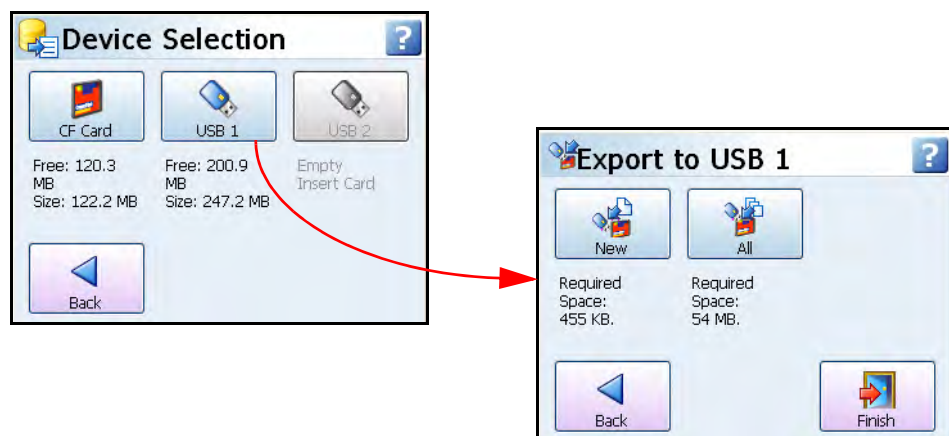 Device Selection
?
CF Card
USB 1
USB 2
Free: 120.3
MB
Size: 122.2 MB
Free: 200.9
MB
Size: 247.2 MB
Empty
Insert Card
Back
Export to USB 1
?
New
All
Required
Space:
455 KB.
Required
Space:
54 MB.
Back
Finish